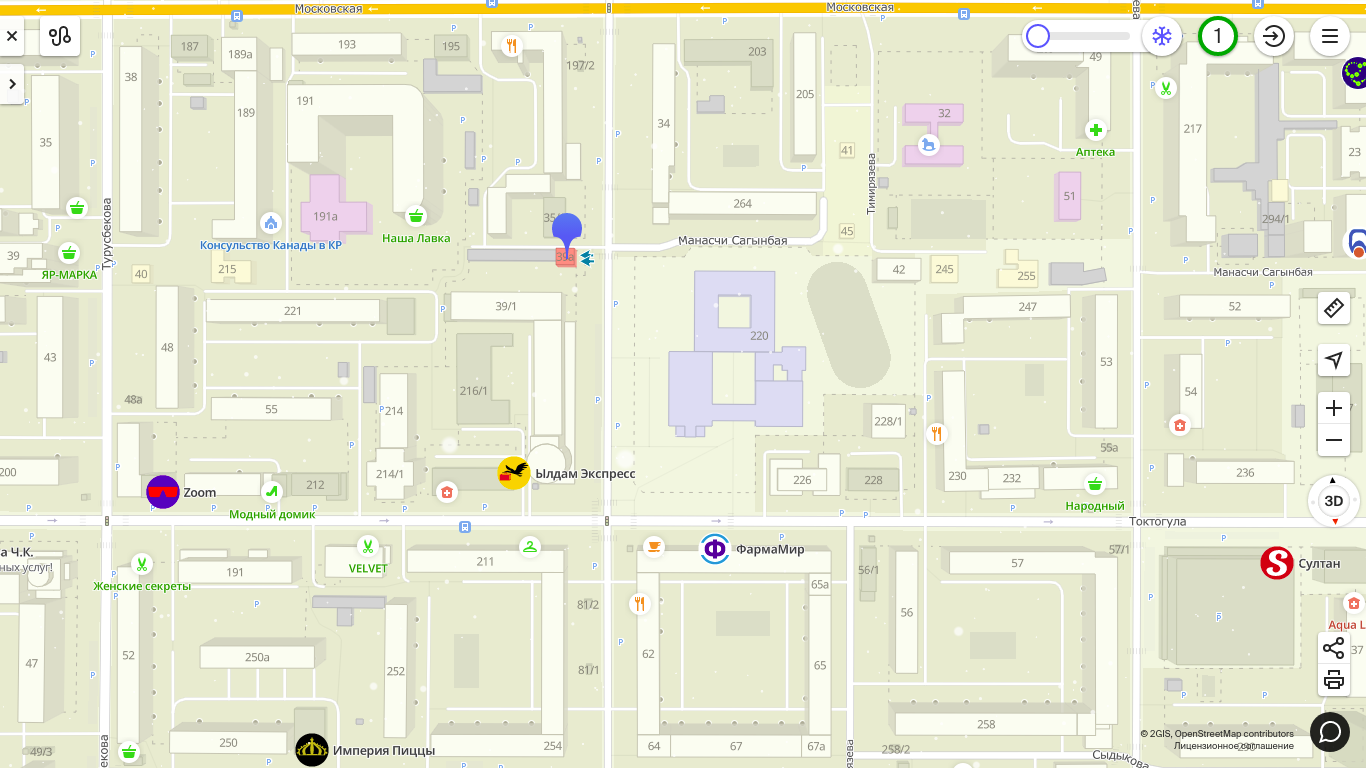 Московская
Московская
187
189а
193
195
197/2
203
49
38
191
189
205
34
32
217
35
41
23
Аптека
Тимирязева
191а
264
51
Турусбекова
Наша Лавка
Консульство Канады в КР
Манасчи Сагынбая
45
294/1
39
ЯР-МАРКА
40
215
39а
42
245
255
Манасчи Сагынбая
221
39/1
247
52
220
43
48
53
216/1
54
48а
55
214
228/1
55а
200
214/1
212
Ылдам Экспресс
226
228
230
232
236
Zoom
Модный домик
Народный
3D
Токтогула
а Ч.К.
ных услуг!
ФармаМир
57/1
Женские секреты
191
VELVET
211
65а
56/1
57
Султан
81/2
56
Aqua L
47
52
250а
252
81/1
62
65
37
258
49/3
250
Империя Пиццы
254
64
67
67а
258/2
Сыдыкова
1
© 2GIS, OpenStreetMap contributors
Лицензионное соглашение